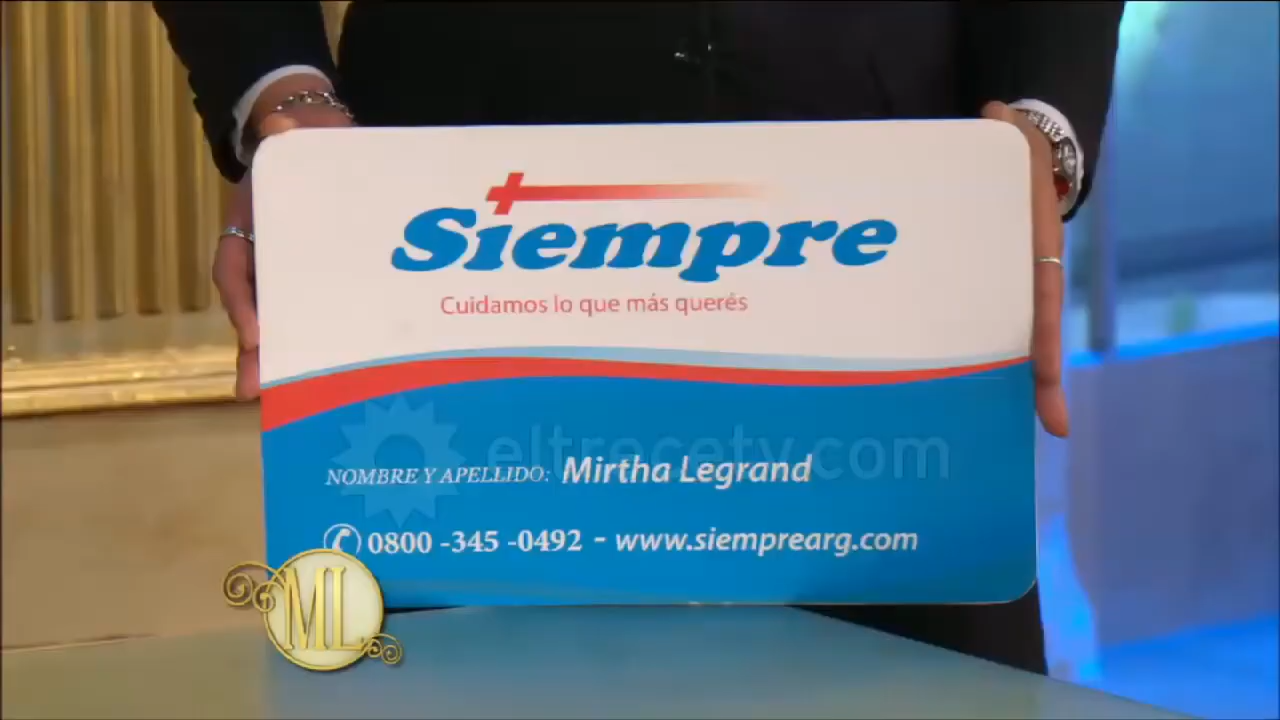 Siempre
Cuidamos lo que más querés
eltrecetv.com
NOMBRE Y APELLIDO: Mirtha Legrand
0800 -345 -0492 - www.siemprearg.com
ML